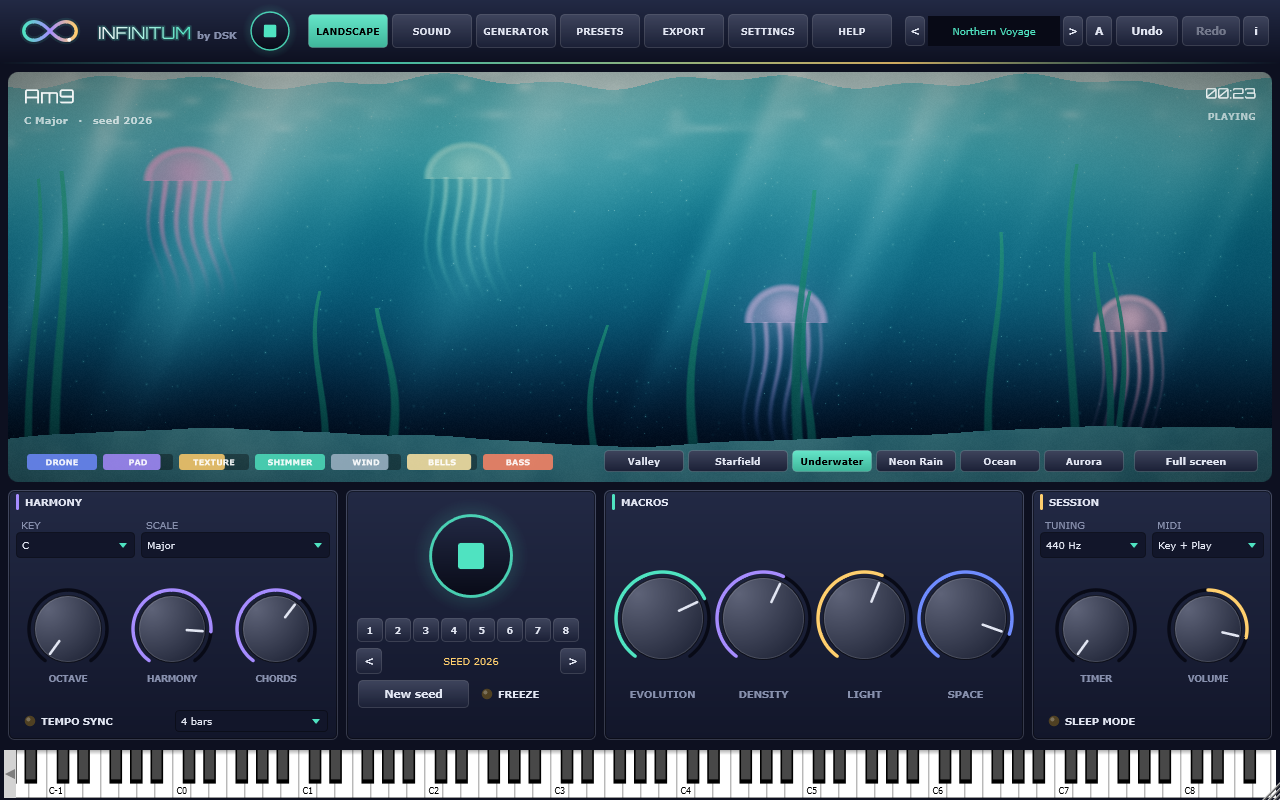 INFINITUM by DSK
LANDSCAPE SOUND GENERATOR PRESETS EXPORT SETTINGS HELP < Northern Voyage > A Undo Redo i
Am9
C Major · seed 2026
00:23
PLAYING
DRONE PAD TEXTURE SHIMMER WIND BELLS BASS
Valley Starfield Underwater Neon Rain Ocean Aurora Full screen
HARMONY
KEY SCALE
C Major
OCTAVE HARMONY CHORDS
TEMPO SYNC 4 bars
1 2 3 4 5 6 7 8
< SEED 2026 >
New seed FREEZE
MACROS
EVOLUTION DENSITY LIGHT SPACE
SESSION
TUNING MIDI
440 Hz Key + Play
TIMER VOLUME
SLEEP MODE
C-1 C0 C1 C2 C3 C4 C5 C6 C7 C8